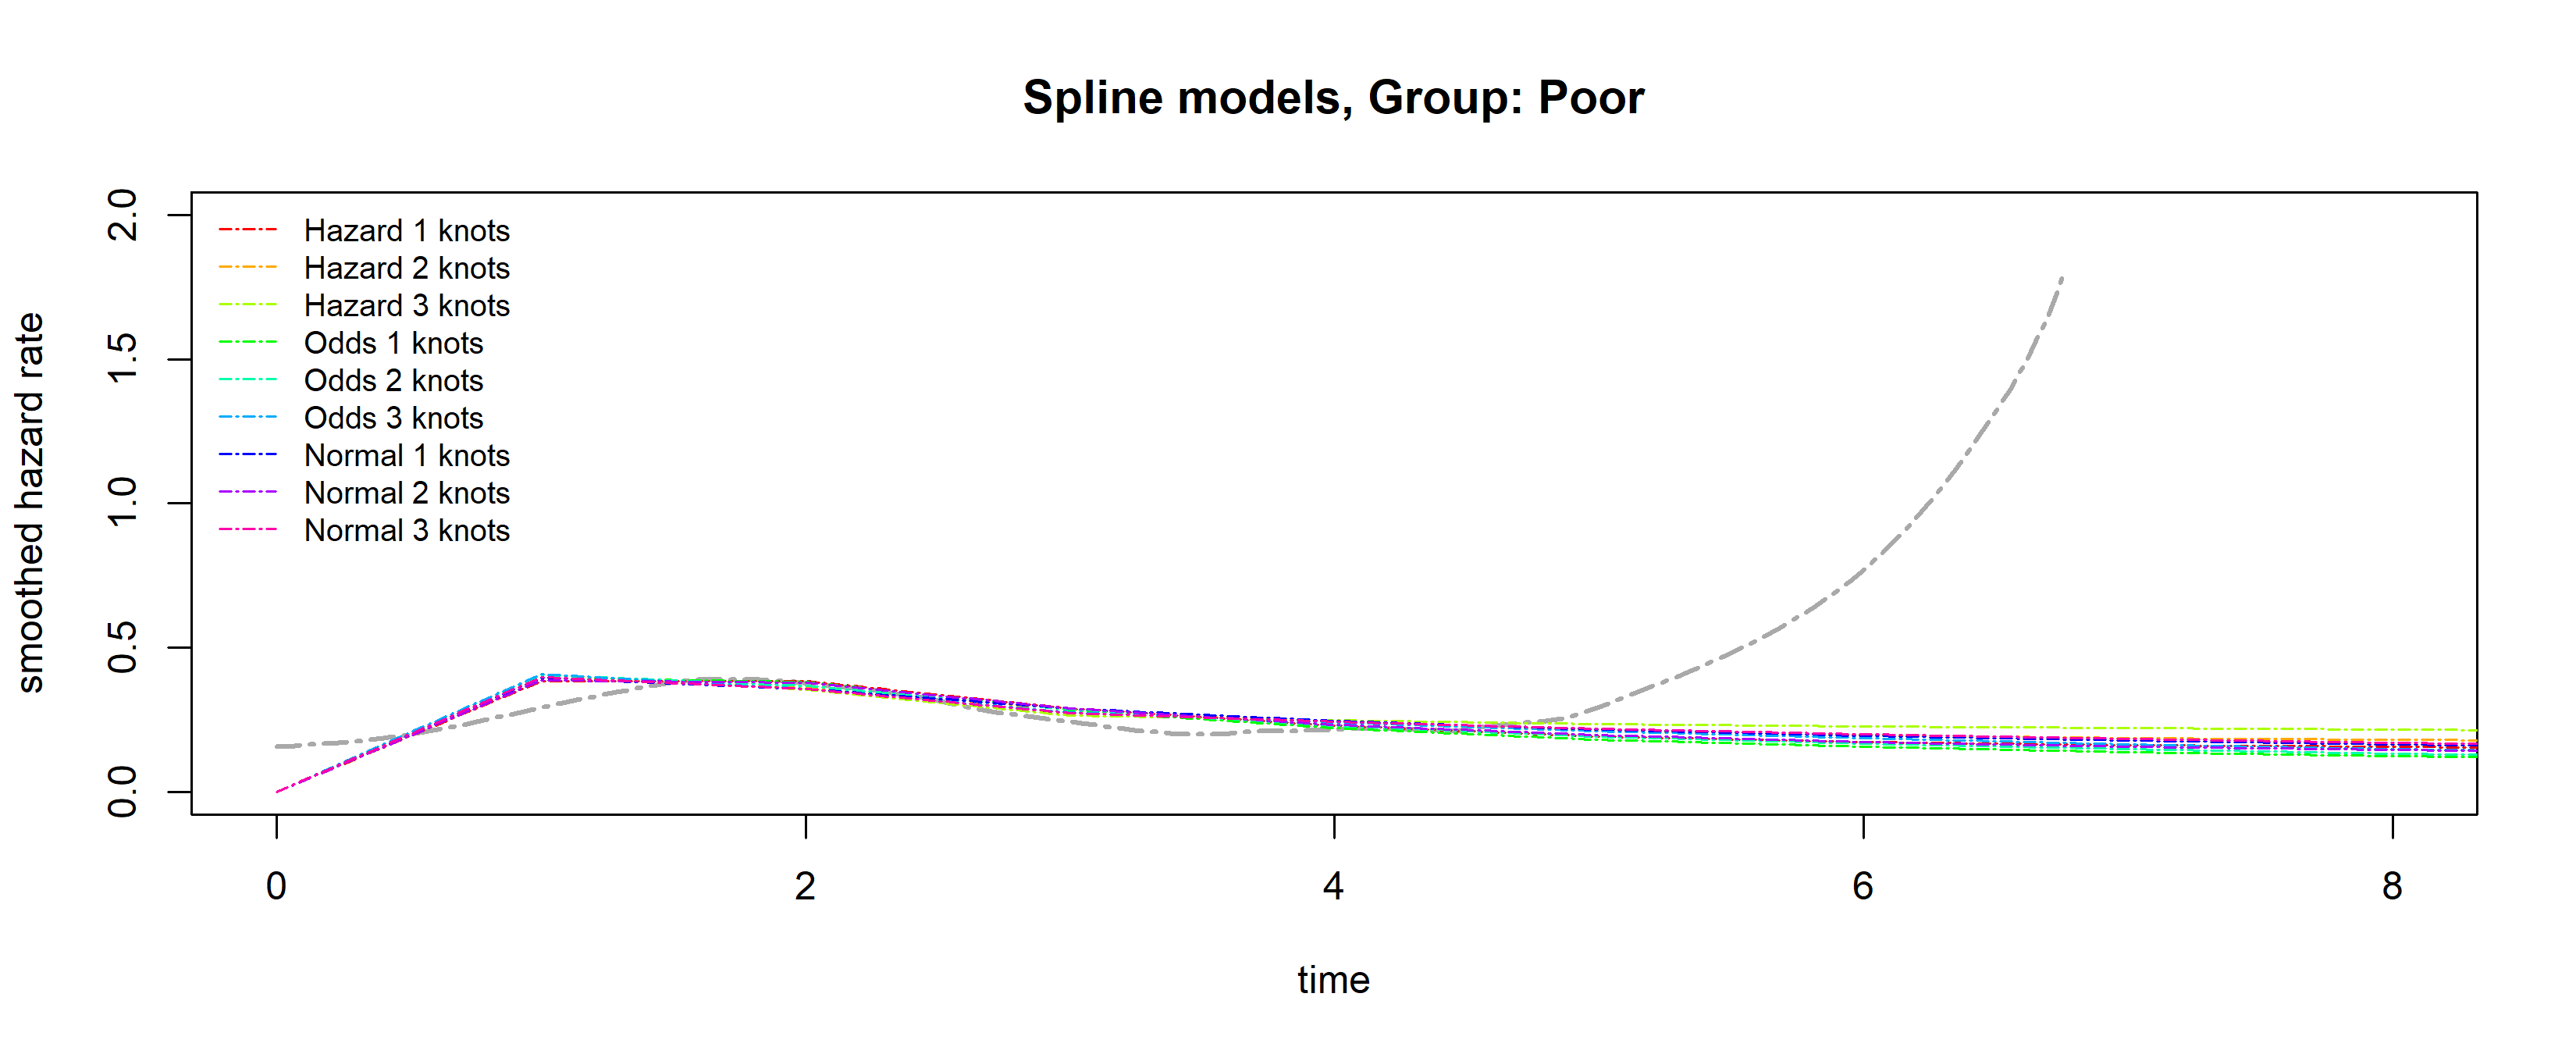 Spline models, Group: Poor
smoothed hazard rate
2.0
1.5
1.0
0.5
0.0
Hazard 1 knots
Hazard 2 knots
Hazard 3 knots
Odds 1 knots
Odds 2 knots
Odds 3 knots
Normal 1 knots
Normal 2 knots
Normal 3 knots
0 2 4 6 8
time